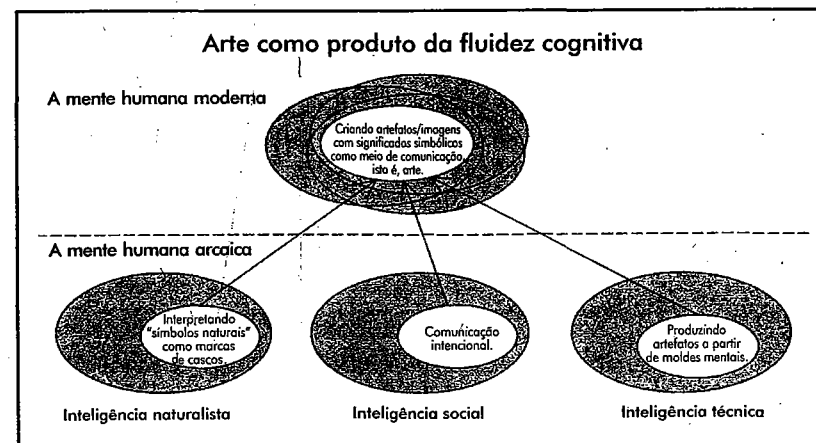 Arte como produto da fluidez cognitiva
A mente humana moderna
Criando artefatos/imagens
com significados simbólicos
como meio de comunicação,
isto é, arte.
A mente humana arcaica
Interpretando
"símbolos naturais"
como marcas
de cascos.
Comunicação
intencional.
Produzindo
artefatos a partir
de moldes mentais.
Inteligência naturalista
Inteligência social
Inteligência técnica